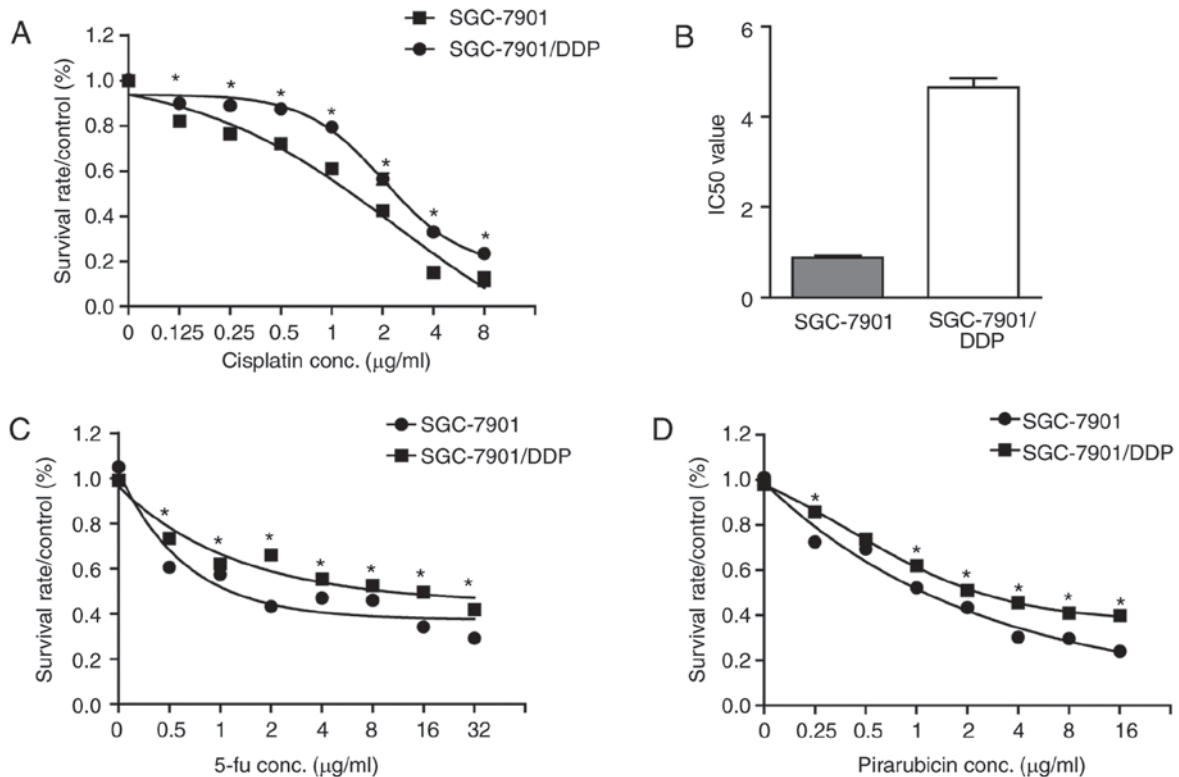 A
SGC-7901
SGC-7901/DDP
Survival rate/control (%)
1.2
1.0
0.8
0.6
0.4
0.2
0.0
* * * * * * *
0 0.125 0.25 0.5 1 2 4 8
Cisplatin conc. (μg/ml)
B
IC50 value
6
4
2
0
SGC-7901
SGC-7901/
DDP
C
SGC-7901
SGC-7901/DDP
Survival rate/control (%)
1.2
1.0
0.8
0.6
0.4
0.2
0.0
* * * * * * *
0 0.5 1 2 4 8 16 32
5-fu conc. (μg/ml)
D
SGC-7901
SGC-7901/DDP
Survival rate/control (%)
1.2
1.0
0.8
0.6
0.4
0.2
0.0
* * * * * *
0 0.25 0.5 1 2 4 8 16
Pirarubicin conc. (μg/ml)